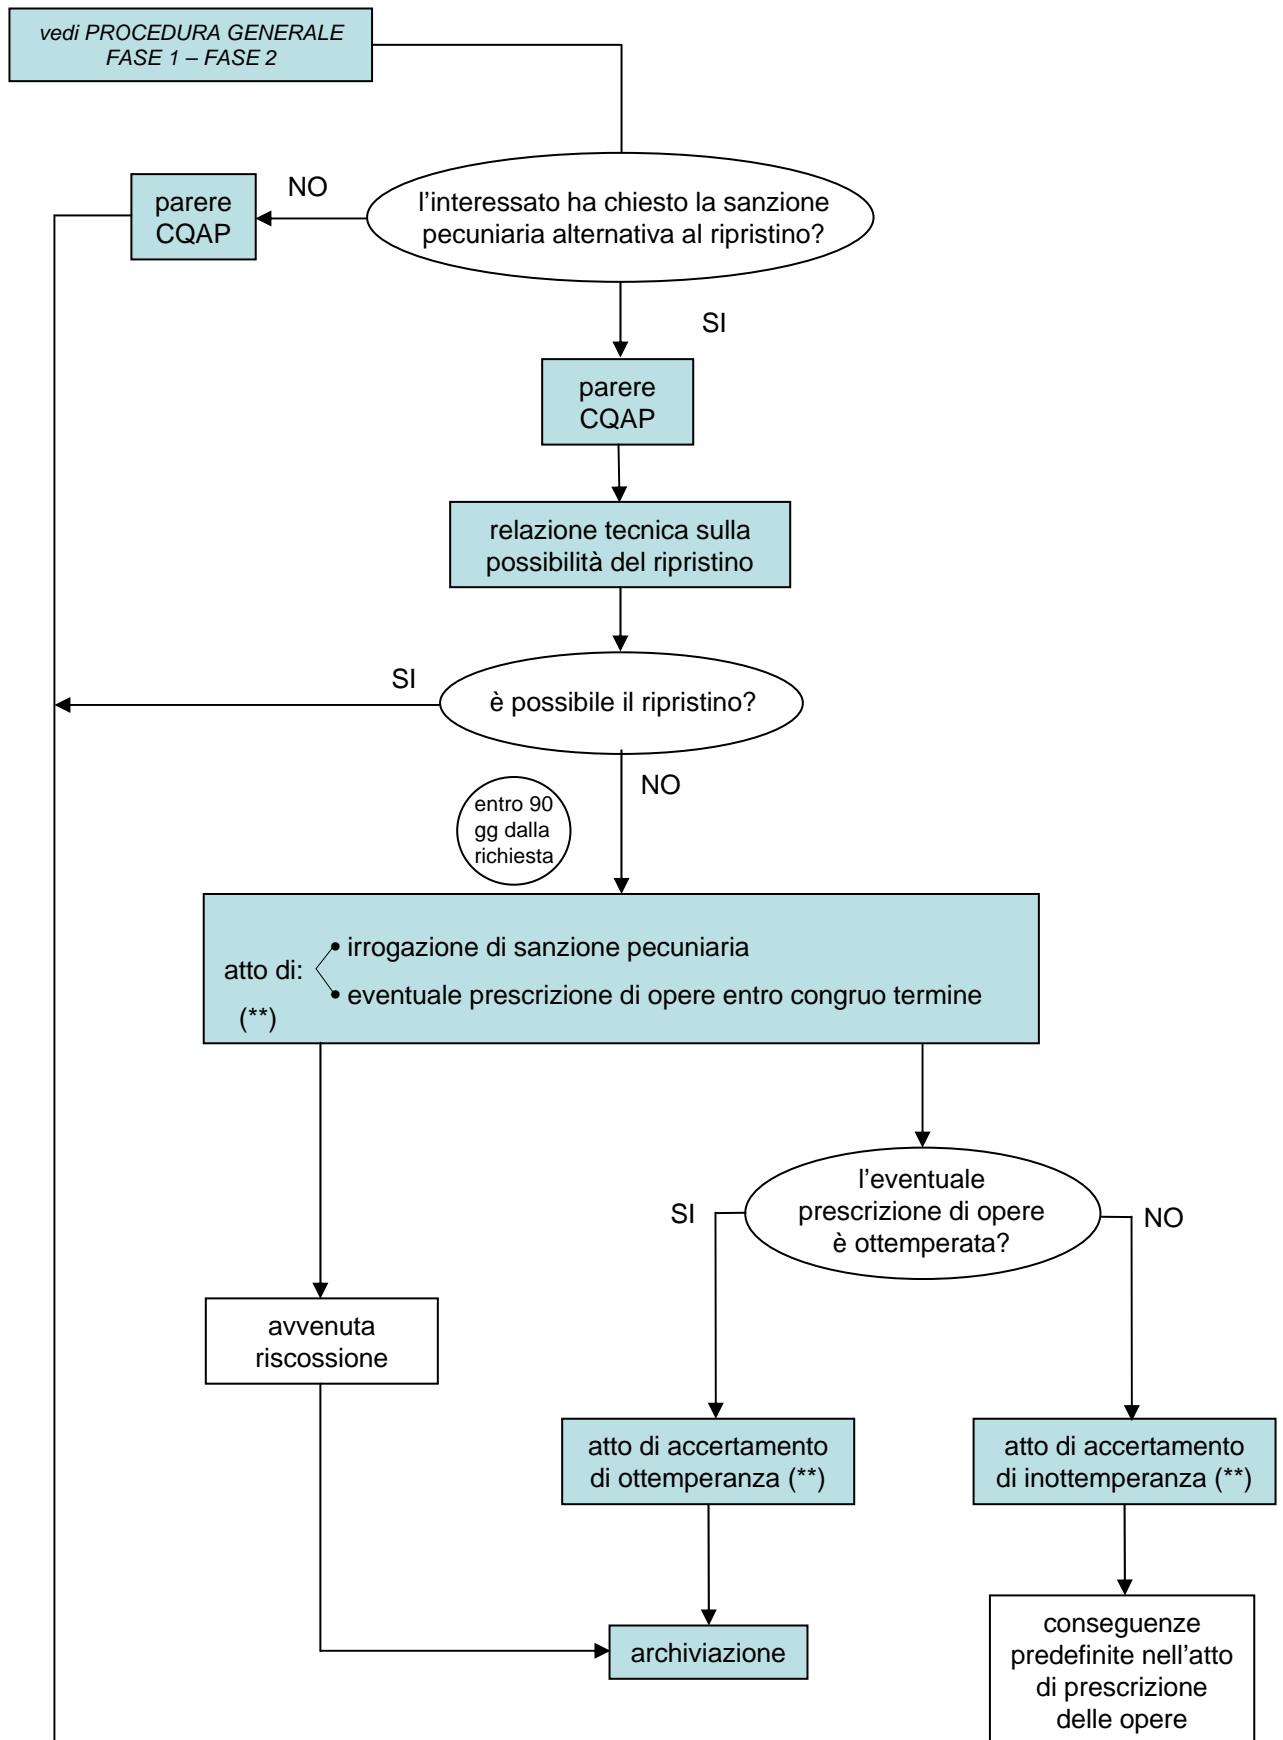 vedi PROCEDURA GENERALE
FASE 1 – FASE 2
l'interessato ha chiesto la sanzione
pecuniaria alternativa al ripristino?
NO
parere
CQAP
SI
parere
CQAP
relazione tecnica sulla
possibilità del ripristino
è possibile il ripristino?
SI
NO
entro 90
gg dalla
richiesta
atto di:
(**)
• irrogazione di sanzione pecuniaria
• eventuale prescrizione di opere entro congruo termine
l'eventuale
prescrizione di opere
è ottemperata?
SI
NO
avvenuta
riscossione
atto di accertamento
di ottemperanza (**)
atto di accertamento
di inottemperanza (**)
archiviazione
conseguenze
predefinite nell'atto
di prescrizione
delle opere